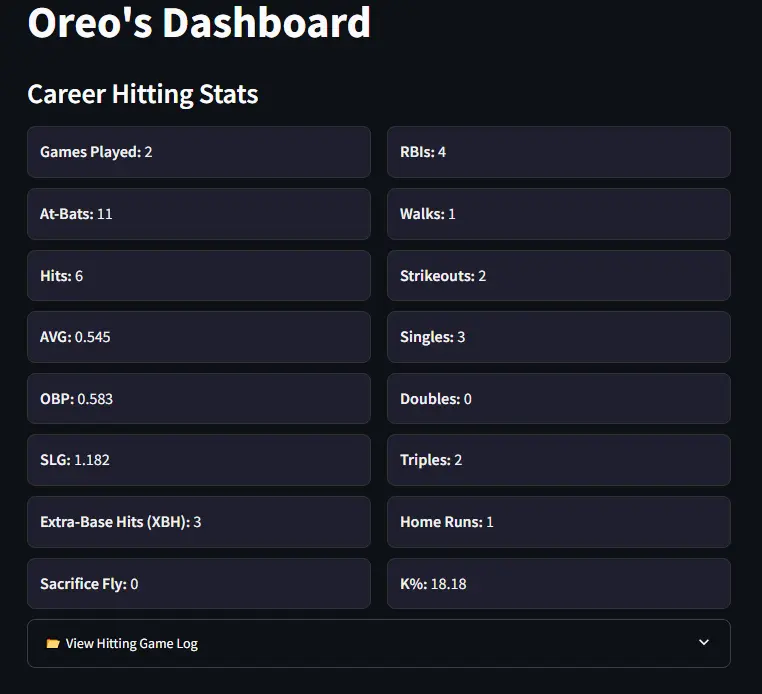 Oreo's Dashboard
Career Hitting Stats
Games Played: 2
RBIs: 4
At-Bats: 11
Walks: 1
Hits: 6
Strikeouts: 2
AVG: 0.545
Singles: 3
OBP: 0.583
Doubles: 0
SLG: 1.182
Triples: 2
Extra-Base Hits (XBH): 3
Home Runs: 1
Sacrifice Fly: 0
K%: 18.18
View Hitting Game Log